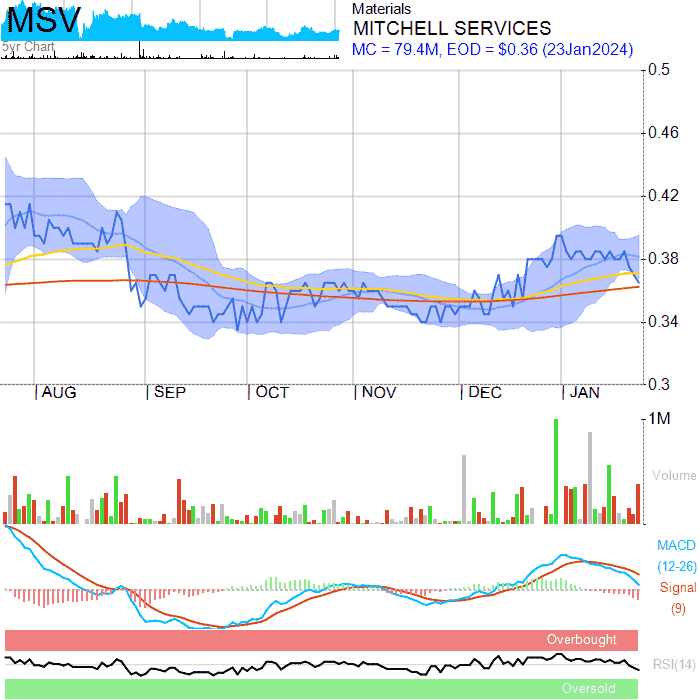 MSV
5yr Chart
Materials
MITCHELL SERVICES
MC = 79.4M, EOD = $0.36 (23Jan2024)
0.5
0.46
0.42
0.38
0.34
0.3
AUG SEP OCT NOV DEC JAN
1M
Volume
MACD
(12-26)
Signal
(9)
Overbought
RSI(14)
Oversold